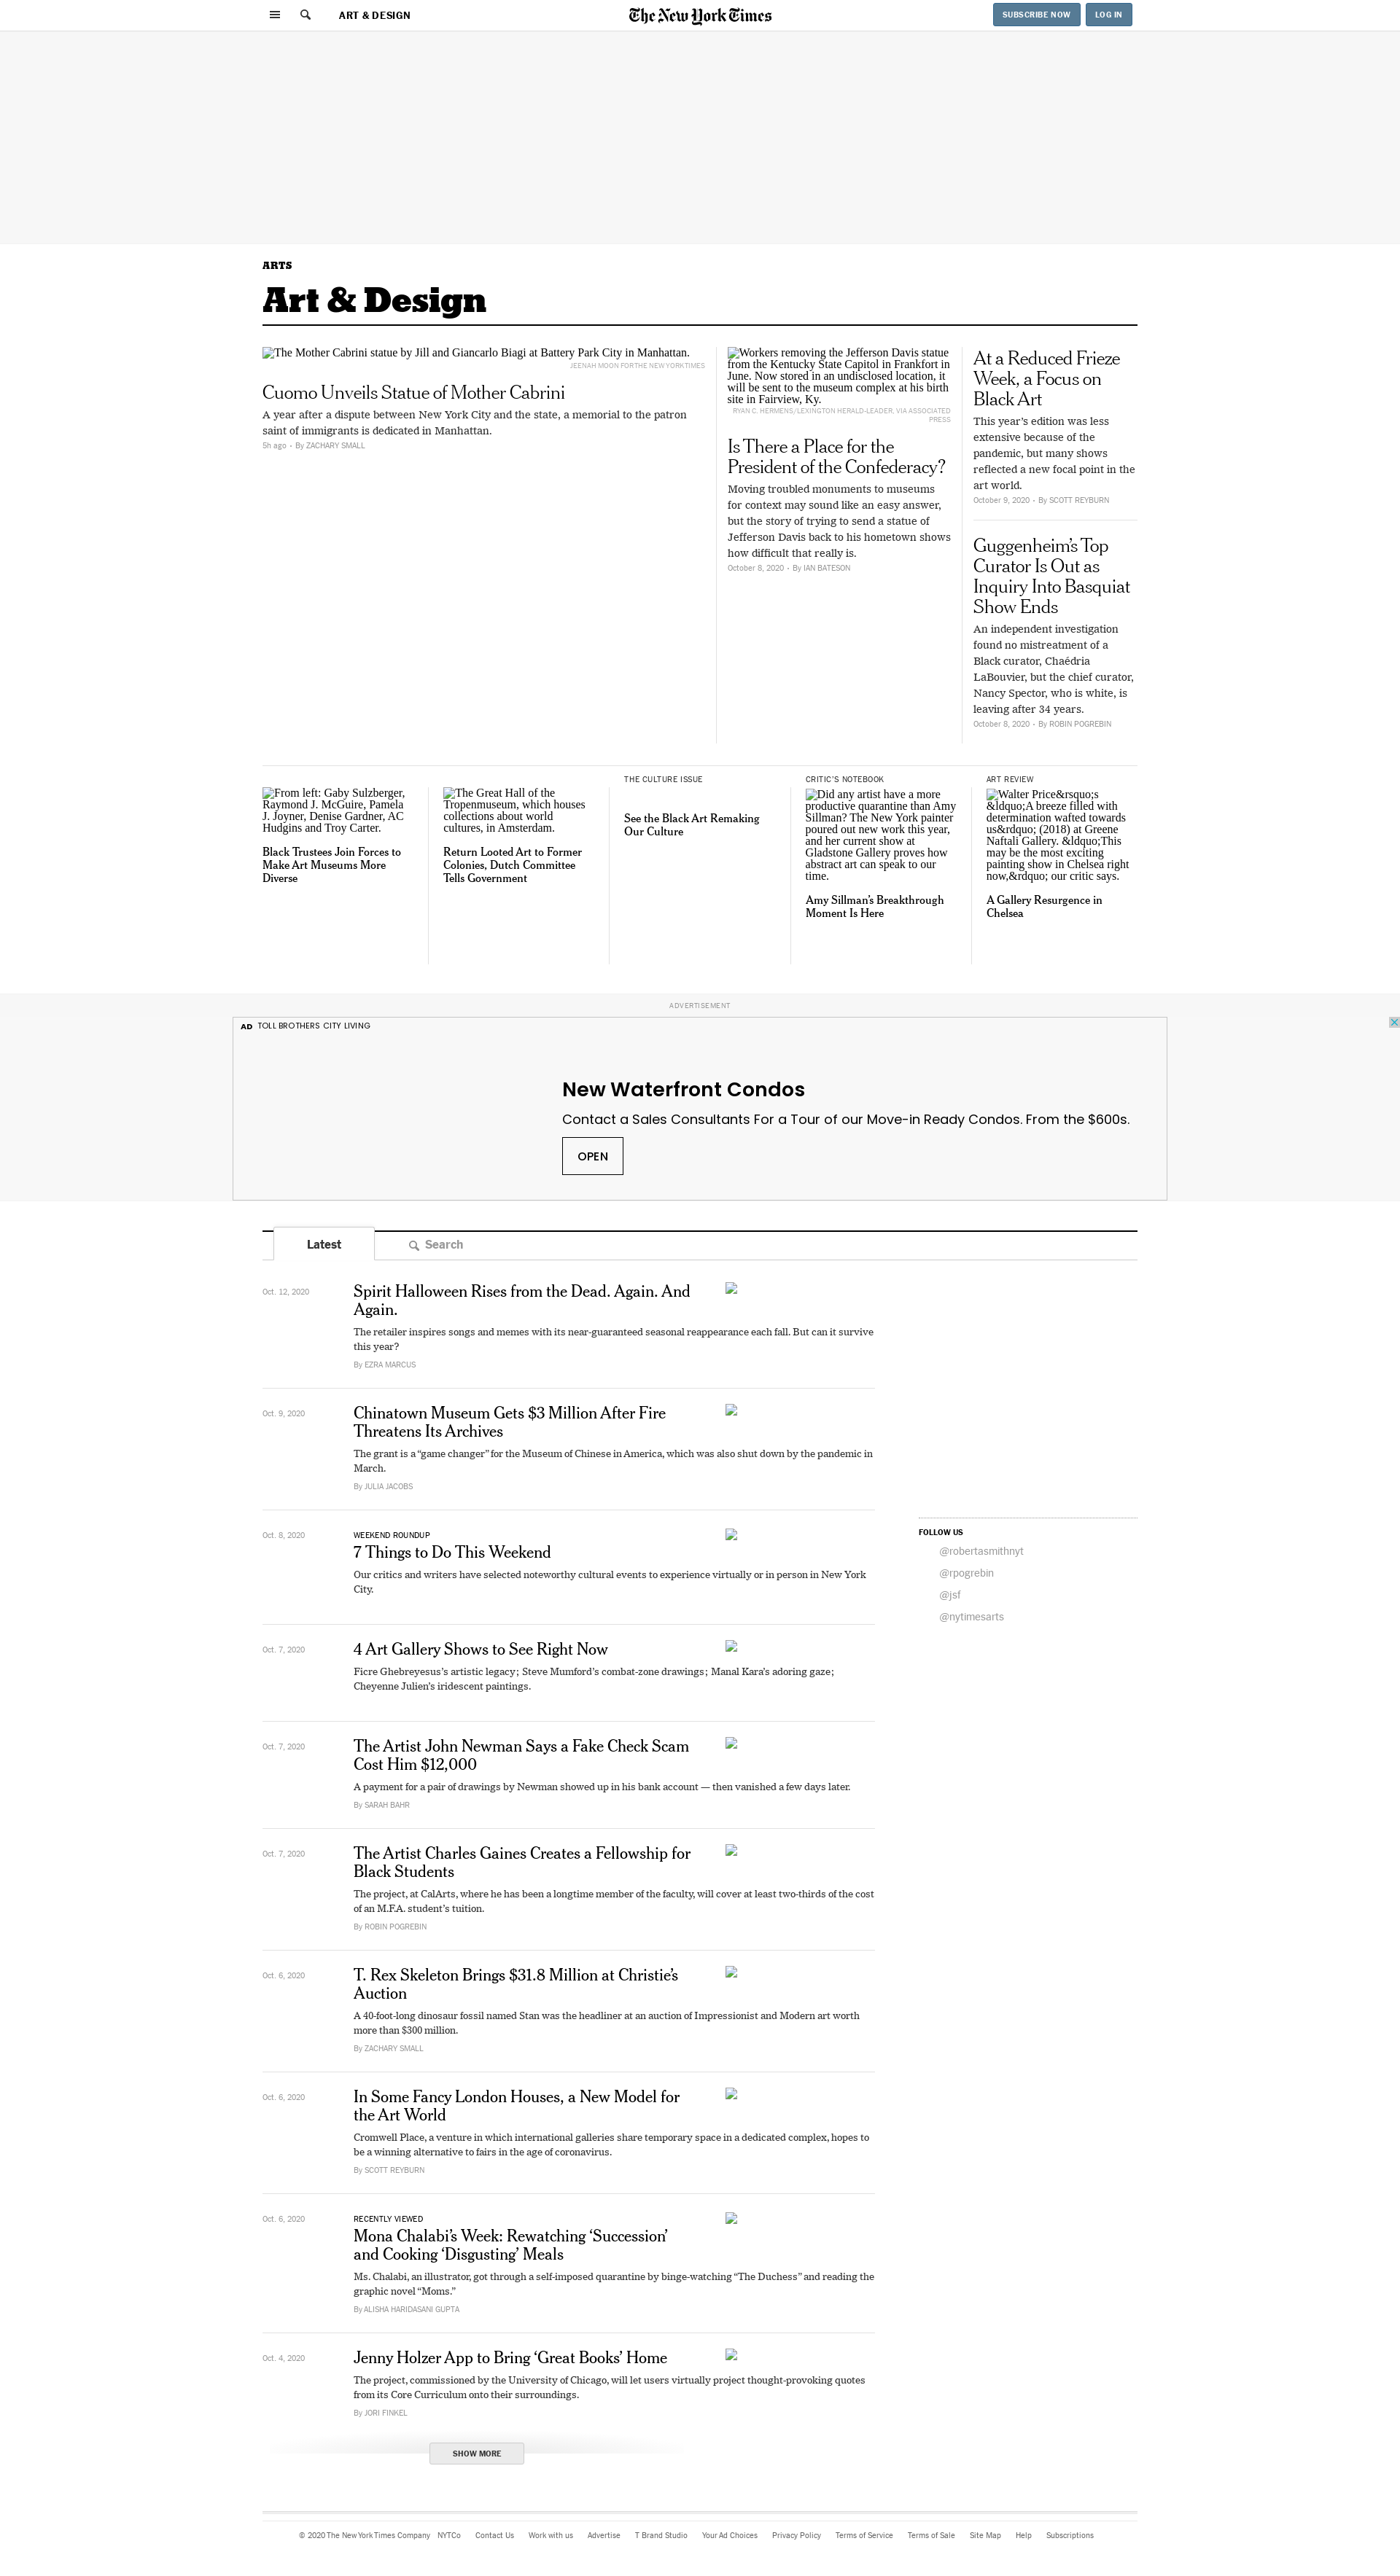 ART & DESIGN
The New York Times
SUBSCRIBE NOW
LOG IN
ARTS
Art & Design
The Mother Cabrini statue by Jill and Giancarlo Biagi at Battery Park City in Manhattan.
JEENAH MOON FOR THE NEW YORK TIMES
Cuomo Unveils Statue of Mother Cabrini
A year after a dispute between New York City and the state, a memorial to the patron
saint of immigrants is dedicated in Manhattan.
5h ago - By ZACHARY SMALL
Workers removing the Jefferson Davis statue
from the Kentucky State Capitol in Frankfort in
June. Now stored in an undisclosed location, it
will be sent to the museum complex at his birth
site in Fairview, Ky.
RYAN C. HERMENS/LEXINGTON HERALD-LEADER, VIA ASSOCIATED
PRESS
Is There a Place for the
President of the Confederacy?
Moving troubled monuments to museums
for context may sound like an easy answer,
but the story of trying to send a statue of
Jefferson Davis back to his hometown shows
how difficult that really is.
October 8, 2020 - By IAN BATESON
At a Reduced Frieze
Week, a Focus on
Black Art
This year’s edition was less
extensive because of the
pandemic, but many shows
reflected a new focal point in the
art world.
October 9, 2020 - By SCOTT REYBURN
Guggenheim’s Top
Curator Is Out as
Inquiry Into Basquiat
Show Ends
An independent investigation
found no mistreatment of a
Black curator, Chaédria
LaBouvier, but the chief curator,
Nancy Spector, who is white, is
leaving after 34 years.
October 8, 2020 - By ROBIN POGREBIN
From left: Gaby Sulzberger,
Raymond J. McGuire, Pamela
J. Joyner, Denise Gardner, AC
Hudgins and Troy Carter.
Black Trustees Join Forces to
Make Art Museums More
Diverse
The Great Hall of the
Tropenmuseum, which houses
collections about world
cultures, in Amsterdam.
Return Looted Art to Former
Colonies, Dutch Committee
Tells Government
THE CULTURE ISSUE
See the Black Art Remaking
Our Culture
CRITIC’S NOTEBOOK
Did any artist have a more
productive quarantine than Amy
Sillman? The New York painter
poured out new work this year,
and her current show at
Gladstone Gallery proves how
abstract art can speak to our
time.
Amy Sillman’s Breakthrough
Moment Is Here
ART REVIEW
Walter Price&rsquo;s
&ldquo;A breeze filled with
determination wafted towards
us&rdquo; (2018) at Greene
Naftali Gallery. &ldquo;This
may be the most exciting
painting show in Chelsea right
now,&rdquo; our critic says.
A Gallery Resurgence in
Chelsea
ADVERTISEMENT
AD TOLL BROTHERS CITY LIVING
New Waterfront Condos
Contact a Sales Consultants For a Tour of our Move-in Ready Condos. From the $600s.
OPEN
Latest
Search
Oct. 12, 2020
Spirit Halloween Rises from the Dead. Again. And
Again.
The retailer inspires songs and memes with its near-guaranteed seasonal reappearance each fall. But can it survive
this year?
By EZRA MARCUS
Oct. 9, 2020
Chinatown Museum Gets $3 Million After Fire
Threatens Its Archives
The grant is a “game changer” for the Museum of Chinese in America, which was also shut down by the pandemic in
March.
By JULIA JACOBS
Oct. 8, 2020
WEEKEND ROUNDUP
7 Things to Do This Weekend
Our critics and writers have selected noteworthy cultural events to experience virtually or in person in New York
City.
FOLLOW US
@robertasmithnyt
@rpogrebin
@jsf
@nytimesarts
Oct. 7, 2020
4 Art Gallery Shows to See Right Now
Ficre Ghebreyesus’s artistic legacy; Steve Mumford’s combat-zone drawings; Manal Kara’s adoring gaze;
Cheyenne Julien’s iridescent paintings.
Oct. 7, 2020
The Artist John Newman Says a Fake Check Scam
Cost Him $12,000
A payment for a pair of drawings by Newman showed up in his bank account — then vanished a few days later.
By SARAH BAHR
Oct. 7, 2020
The Artist Charles Gaines Creates a Fellowship for
Black Students
The project, at CalArts, where he has been a longtime member of the faculty, will cover at least two-thirds of the cost
of an M.F.A. student’s tuition.
By ROBIN POGREBIN
Oct. 6, 2020
T. Rex Skeleton Brings $31.8 Million at Christie’s
Auction
A 40-foot-long dinosaur fossil named Stan was the headliner at an auction of Impressionist and Modern art worth
more than $300 million.
By ZACHARY SMALL
Oct. 6, 2020
In Some Fancy London Houses, a New Model for
the Art World
Cromwell Place, a venture in which international galleries share temporary space in a dedicated complex, hopes to
be a winning alternative to fairs in the age of coronavirus.
By SCOTT REYBURN
Oct. 6, 2020
RECENTLY VIEWED
Mona Chalabi’s Week: Rewatching ‘Succession’
and Cooking ‘Disgusting’ Meals
Ms. Chalabi, an illustrator, got through a self-imposed quarantine by binge-watching “The Duchess” and reading the
graphic novel “Moms.”
By ALISHA HARIDASANI GUPTA
Oct. 4, 2020
Jenny Holzer App to Bring ‘Great Books’ Home
The project, commissioned by the University of Chicago, will let users virtually project thought-provoking quotes
from its Core Curriculum onto their surroundings.
By JORI FINKEL
SHOW MORE
© 2020 The New York Times Company NYTCo Contact Us Work with us Advertise T Brand Studio Your Ad Choices Privacy Policy Terms of Service Terms of Sale Site Map Help Subscriptions